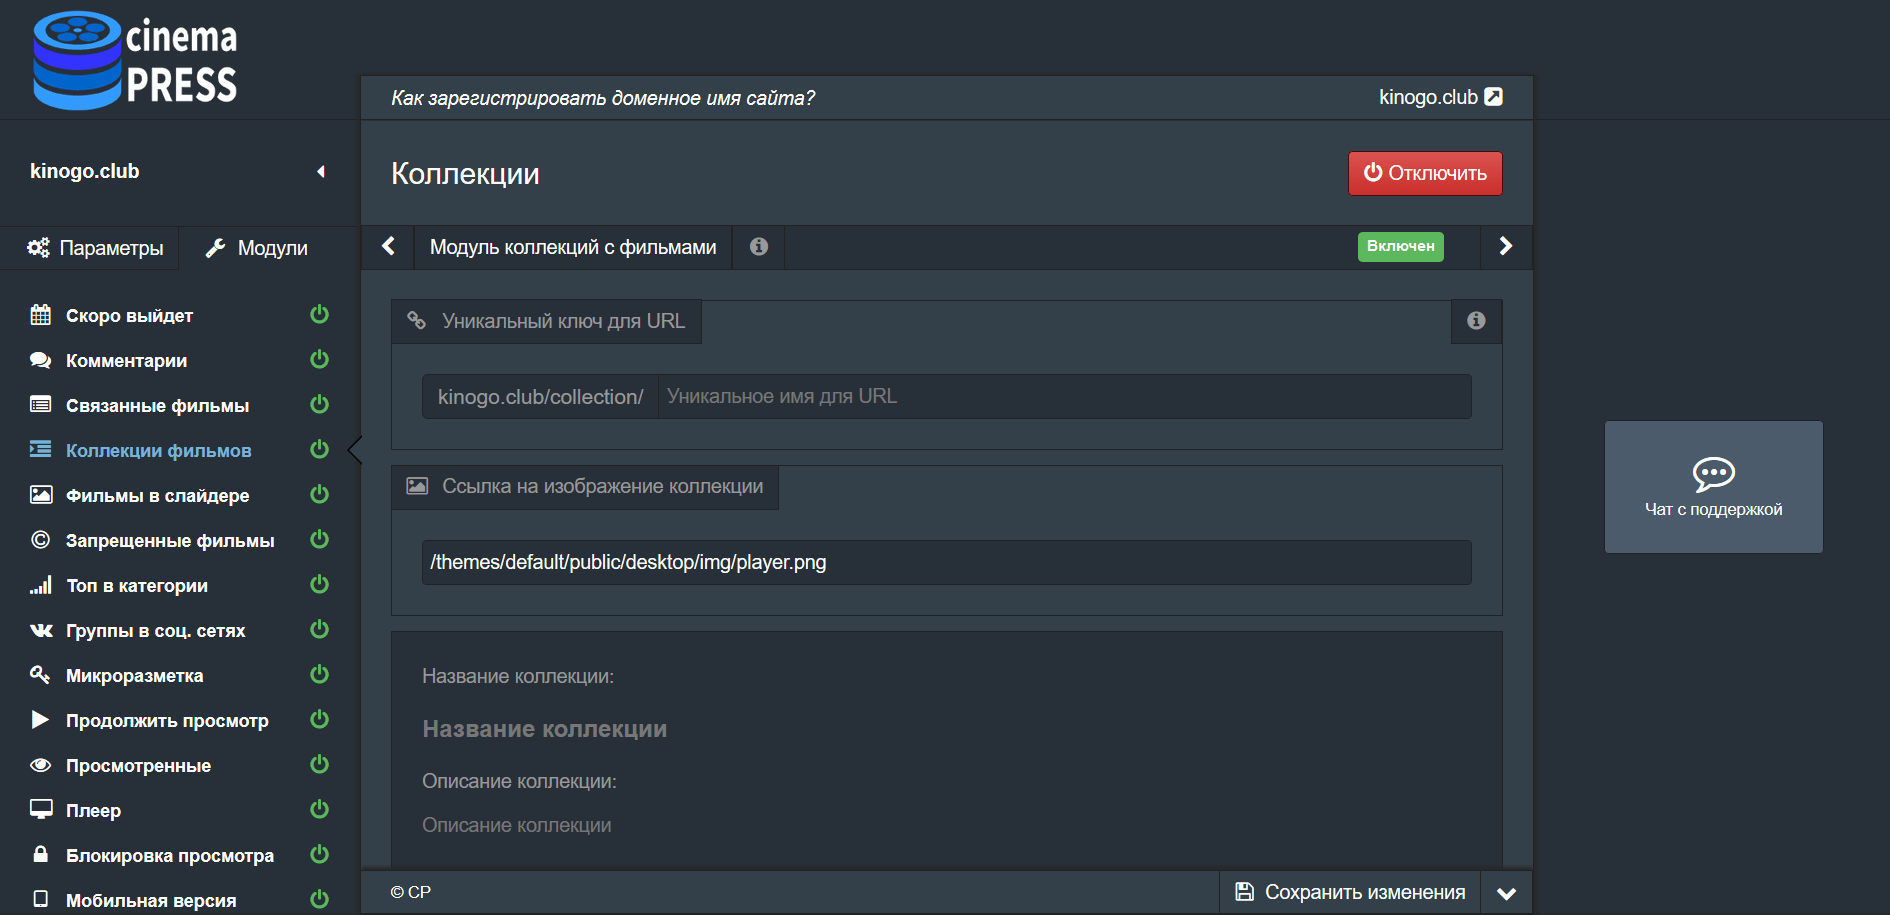 cinema
PRESS
Как зарегистрировать доменное имя сайта?
kinogo.club
kinogo.club
Коллекции
Отключить
Параметры
Модули
Модуль коллекций с фильмами
Включен
Скоро выйдет
Комментарии
Связанные фильмы
Коллекции фильмов
Фильмы в слайдере
Запрещенные фильмы
Топ в категории
Группы в соц. сетях
Микроразметка
Продолжить просмотр
Просмотренные
Плеер
Блокировка просмотра
Мобильная версия
Уникальный ключ для URL
kinogo.club/collection/ Уникальное имя для URL
Ссылка на изображение коллекции
/themes/default/public/desktop/img/player.png
Название коллекции:
Название коллекции
Описание коллекции:
Описание коллекции
© CP
Сохранить изменения
Чат с поддержкой